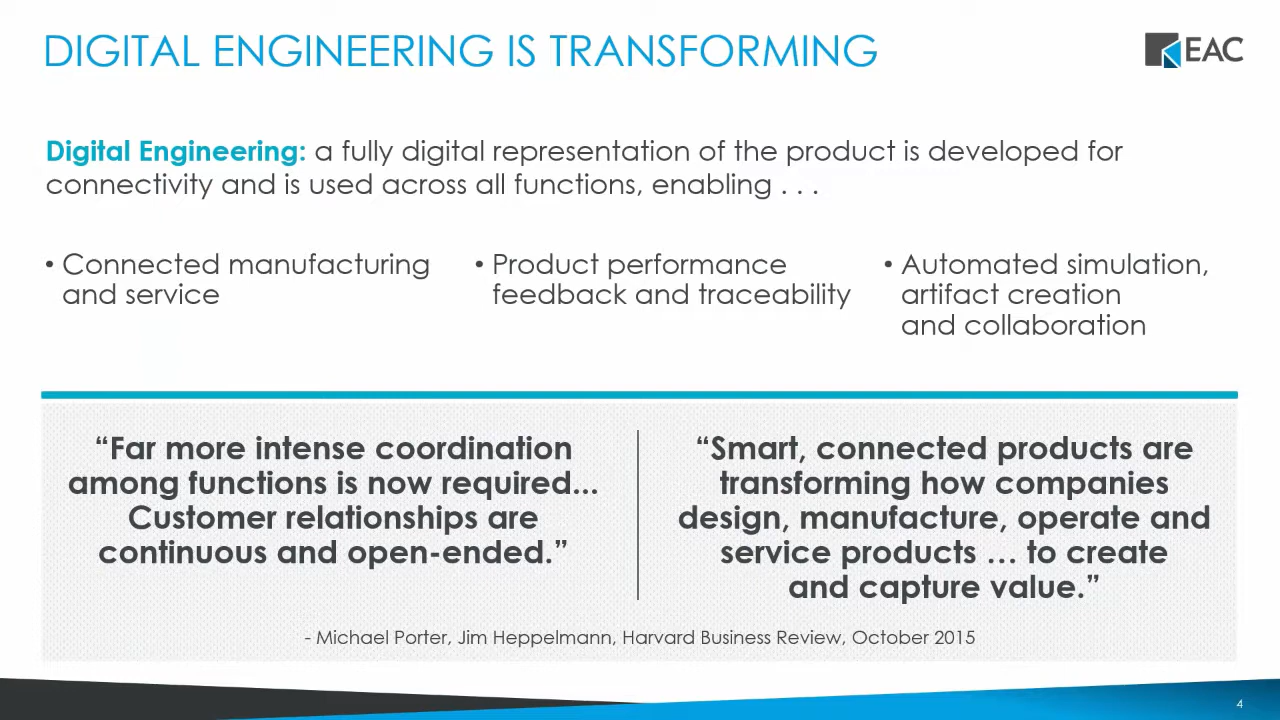 DIGITAL ENGINEERING IS TRANSFORMING
EAC
Digital Engineering: a fully digital representation of the product is developed for
connectivity and is used across all functions, enabling . . .
• Connected manufacturing
and service
• Product performance
feedback and traceability
• Automated simulation,
artifact creation
and collaboration
“Far more intense coordination
among functions is now required...
Customer relationships are
continuous and open-ended.”
“Smart, connected products are
transforming how companies
design, manufacture, operate and
service products … to create
and capture value.”
- Michael Porter, Jim Heppelmann, Harvard Business Review, October 2015
4